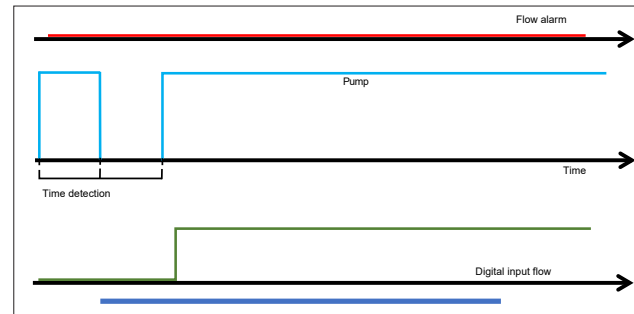 Flow alarm
Pump
Time
Time detection
Digital input flow